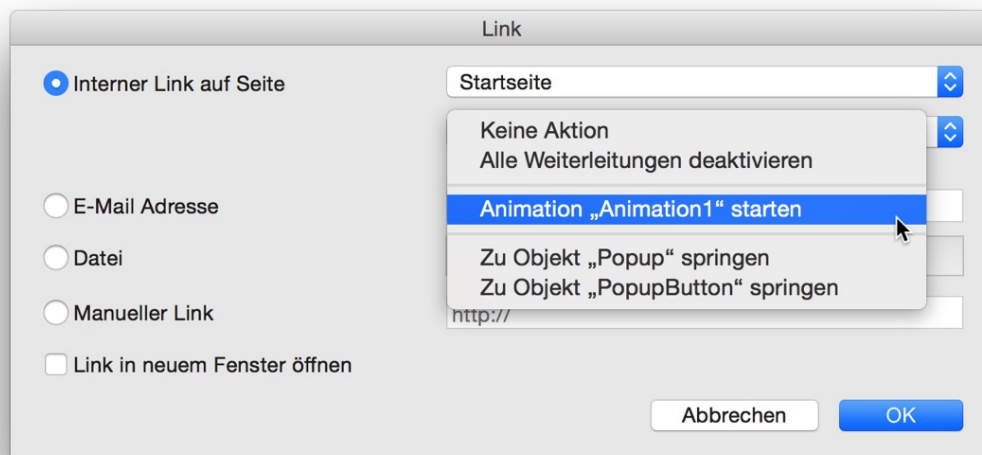 Link
Interner Link auf Seite
Startseite
Keine Aktion
Alle Weiterleitungen deaktivieren
Animation „Animation1“ starten
Zu Objekt „Popup“ springen
Zu Objekt „PopupButton“ springen
E-Mail Adresse
Datei
Manueller Link
http://
Link in neuem Fenster öffnen
Abbrechen
OK